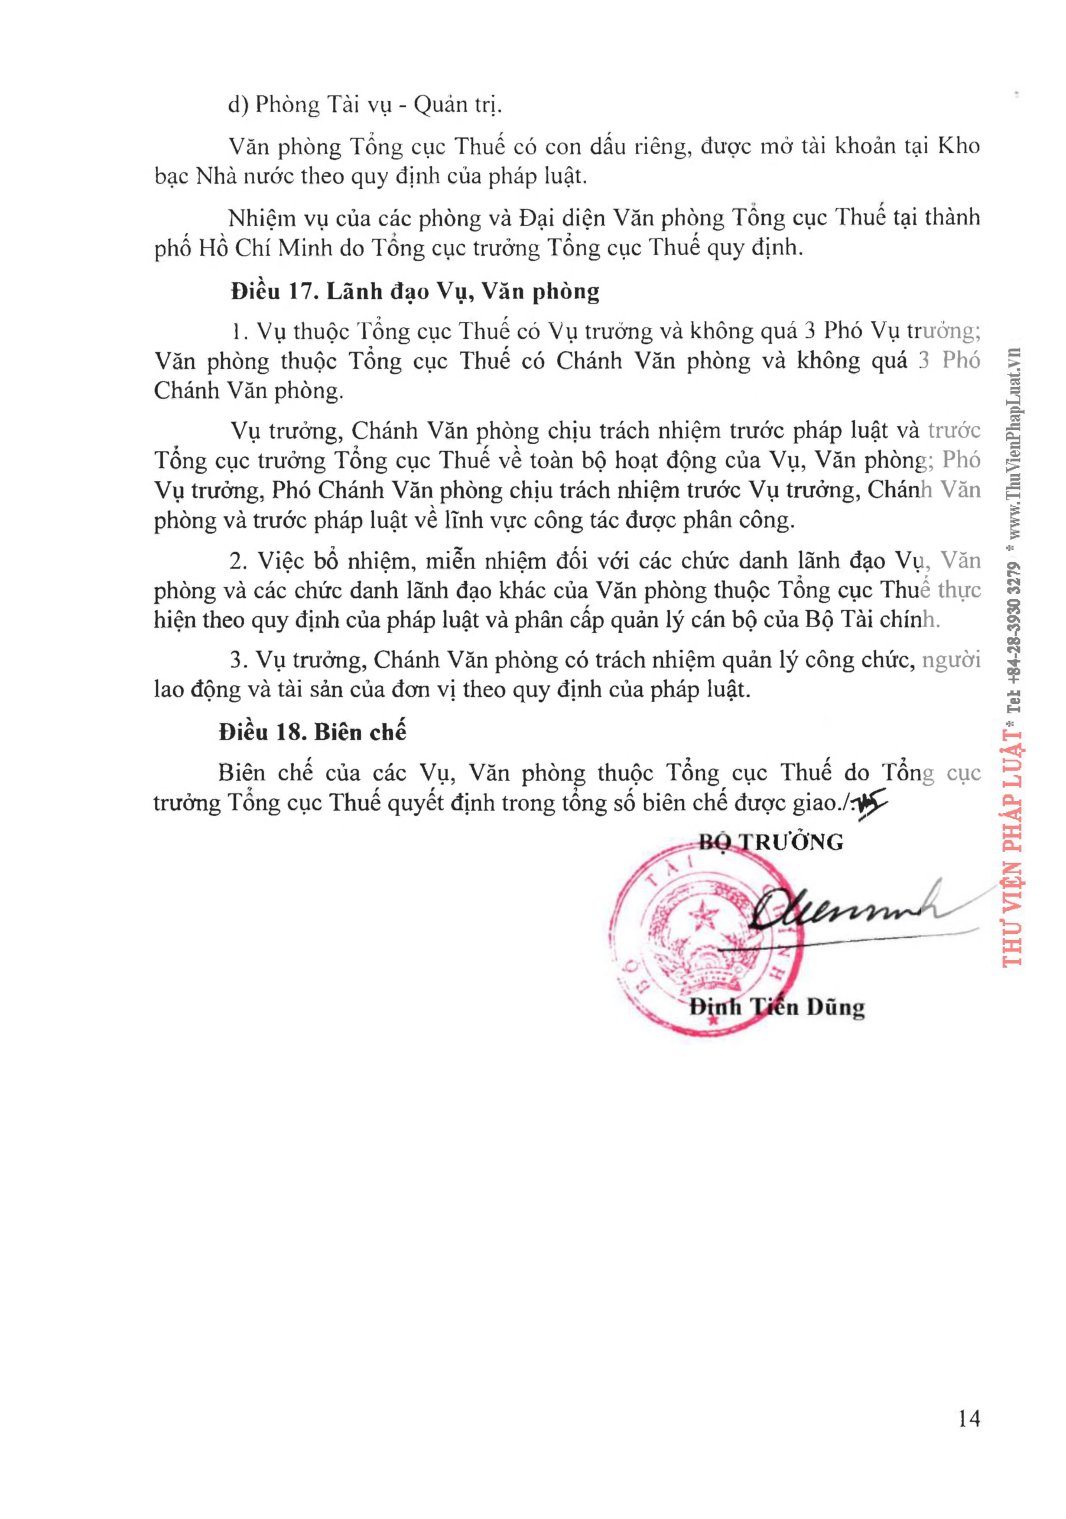 d) Phòng Tài vụ - Quản trị.
Văn phòng Tổng cục Thuế có con dấu riêng, được mở tài khoản tại Kho
bạc Nhà nước theo quy định của pháp luật.
Nhiệm vụ của các phòng và Đại diện Văn phòng Tổng cục Thuế tại thành
phố Hồ Chí Minh do Tổng cục trưởng Tổng cục Thuế quy định.
Điều 17. Lãnh đạo Vụ, Văn phòng
1. Vụ thuộc Tổng cục Thuế có Vụ trưởng và không quá 3 Phó Vụ trưởng;
Văn phòng thuộc Tổng cục Thuế có Chánh Văn phòng và không quá 3 Phó
Chánh Văn phòng.
Vụ trưởng, Chánh Văn phòng chịu trách nhiệm trước pháp luật và trước
Tổng cục trưởng Tổng cục Thuế về toàn bộ hoạt động của Vụ, Văn phòng; Phó
Vụ trưởng, Phó Chánh Văn phòng chịu trách nhiệm trước Vụ trưởng, Chánh Văn
phòng và trước pháp luật về lĩnh vực công tác được phân công.
2. Việc bổ nhiệm, miễn nhiệm đối với các chức danh lãnh đạo Vụ, Văn
phòng và các chức danh lãnh đạo khác của Văn phòng thuộc Tổng cục Thuế thực
hiện theo quy định của pháp luật và phân cấp quản lý cán bộ của Bộ Tài chính.
3. Vụ trưởng, Chánh Văn phòng có trách nhiệm quản lý công chức, người
lao động và tài sản của đơn vị theo quy định của pháp luật.
Điều 18. Biên chế
Biên chế của các Vụ, Văn phòng thuộc Tổng cục Thuế do Tổng cục
trưởng Tổng cục Thuế quyết định trong tổng số biên chế được giao./.
BỘ TRƯỞNG
BỘ TÀI CHÍNH
Đinh Tiến Dũng
14
THƯ VIỆN PHÁP LUẬT * Tel: +84-28-3930 3279 * www.ThuVienPhapLuat.vn